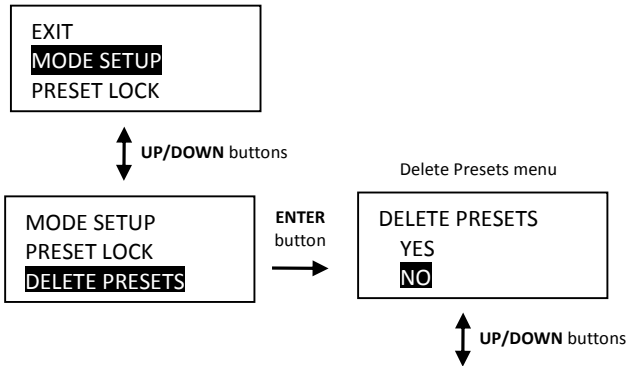 EXIT
MODE SETUP
PRESET LOCK
UP/DOWN buttons
Delete Presets menu
MODE SETUP
PRESET LOCK
DELETE PRESETS
ENTER
button
DELETE PRESETS
YES
NO
UP/DOWN buttons